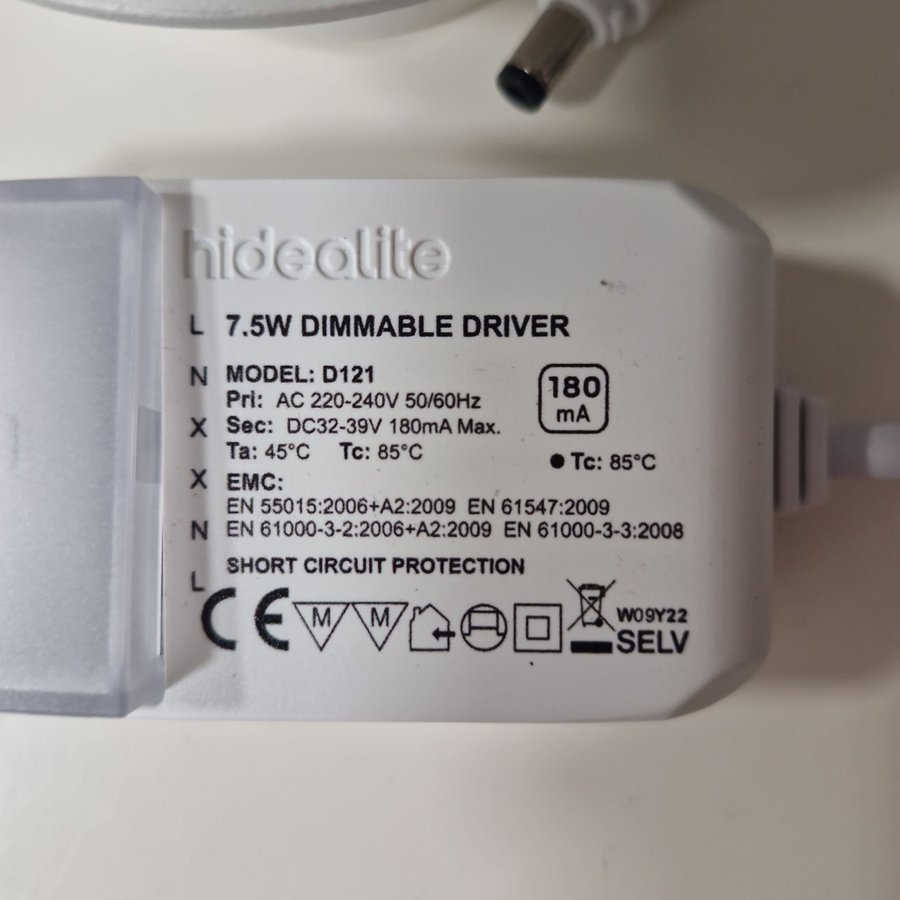 hidealite
L
N
X
X
N
L
7.5W DIMMABLE DRIVER
MODEL: D121
Pri: AC 220-240V 50/60Hz
Sec: DC32-39V 180mA Max.
Ta: 45°C Tc: 85°C
180
mA
Tc: 85°C
EMC:
EN 55015:2006+A2:2009 EN 61547:2009
EN 61000-3-2:2006+A2:2009 EN 61000-3-3:2008
SHORT CIRCUIT PROTECTION
CE M M W09Y22
SELV